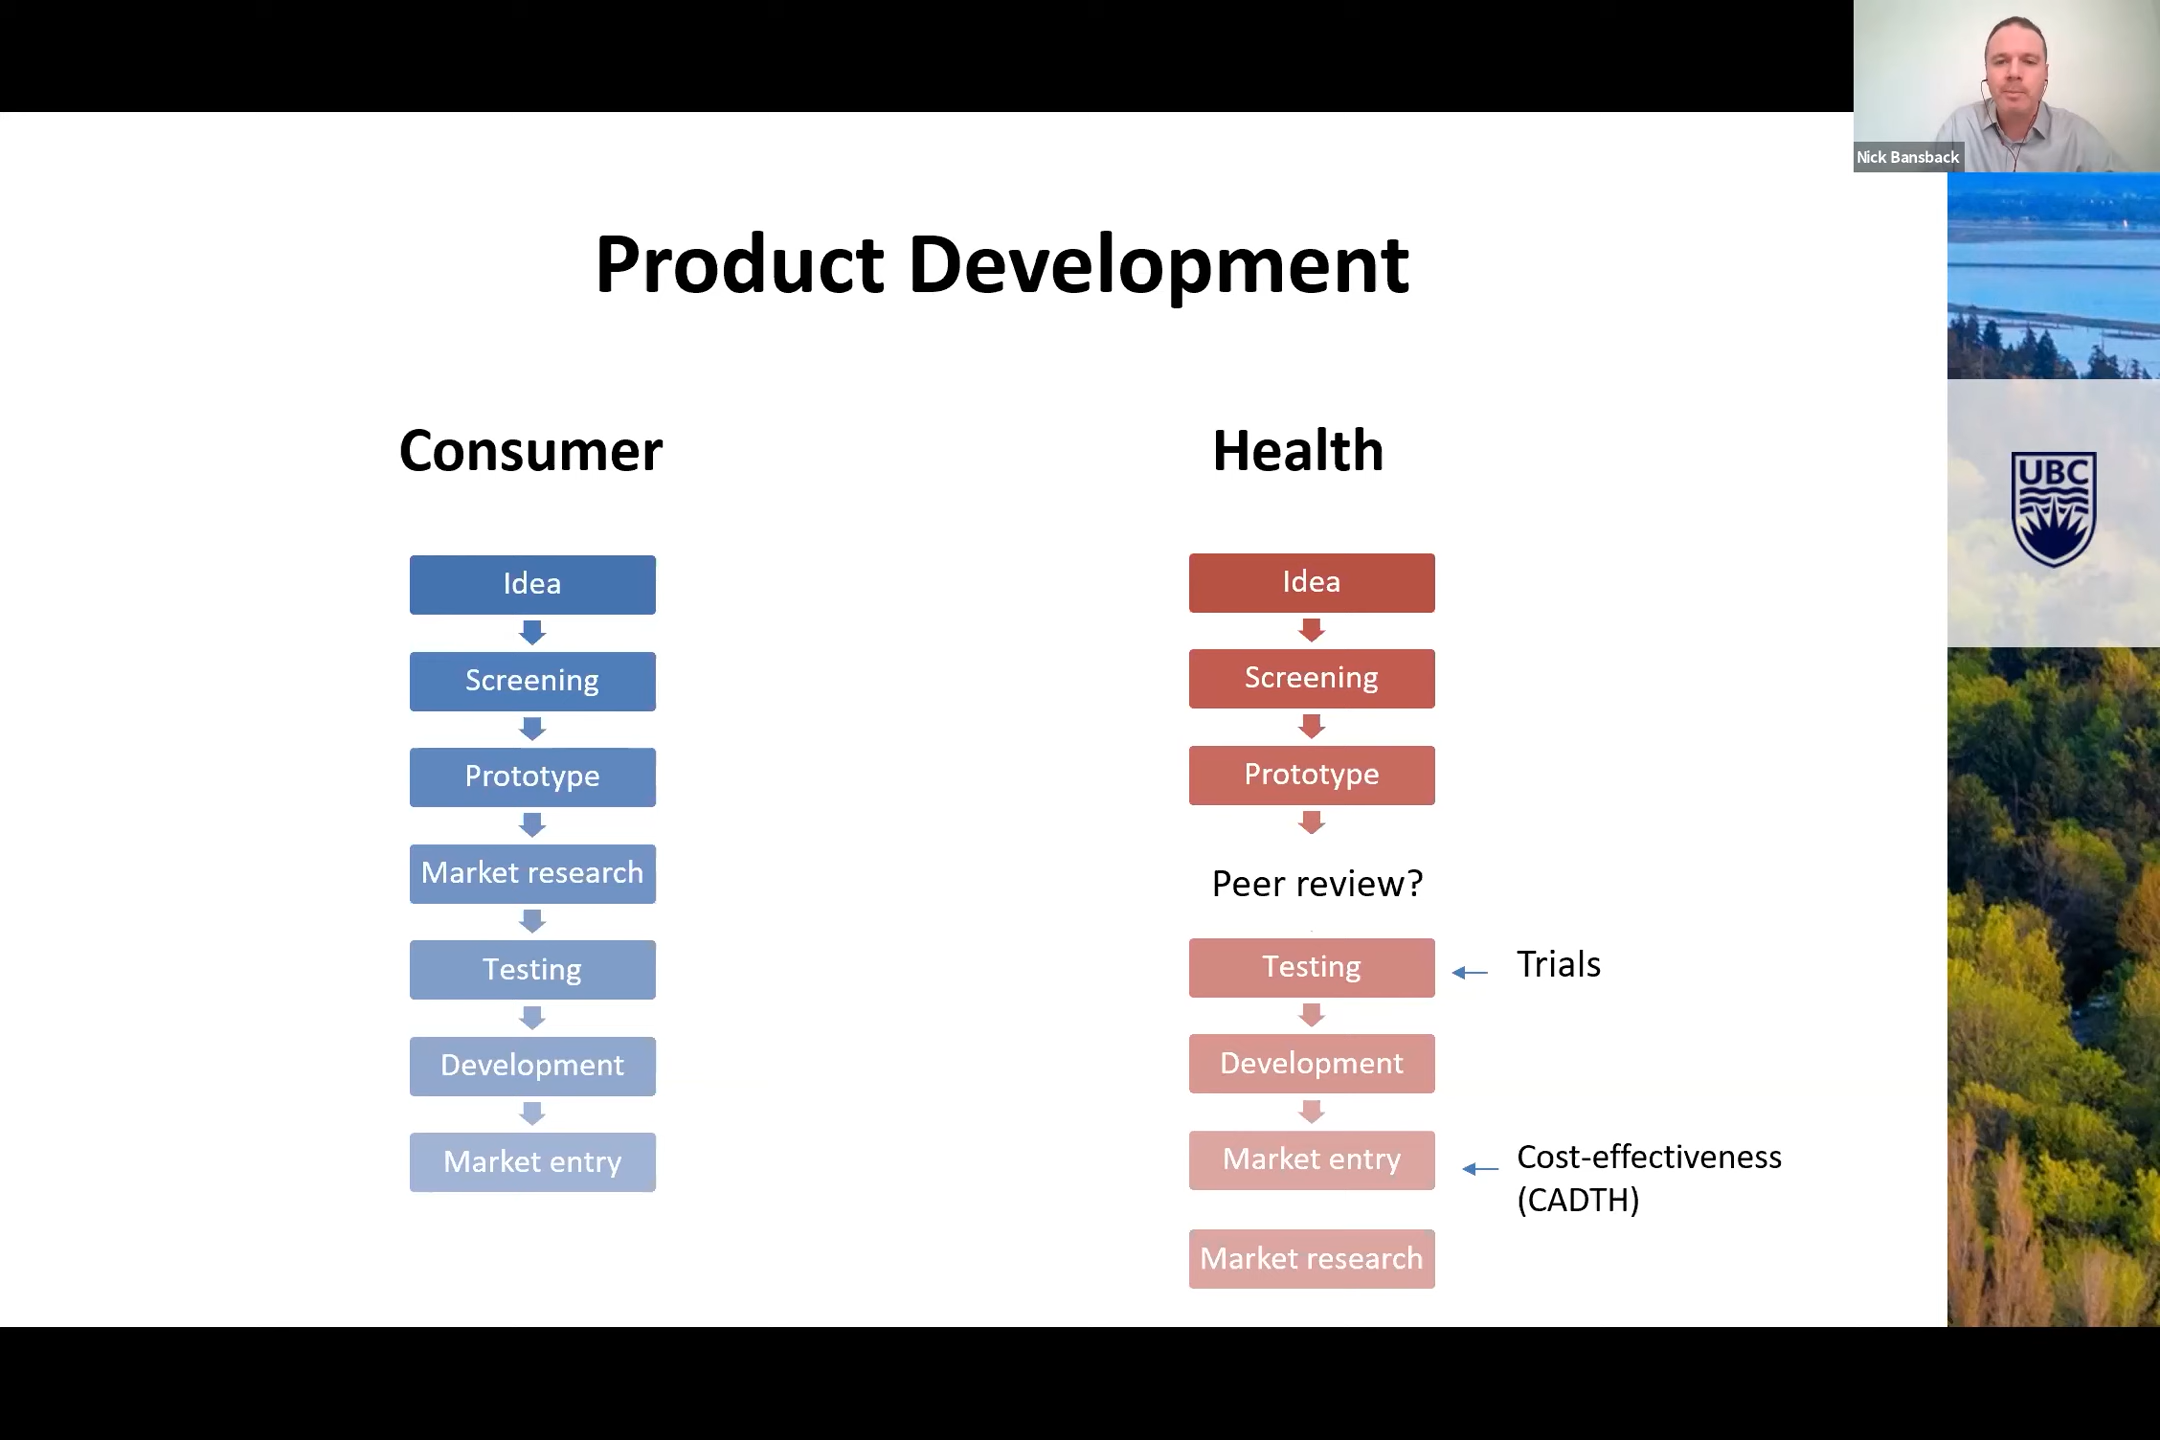 Nick Bansback
Product Development
UBC
Consumer
Idea
Screening
Prototype
Market research
Testing
Development
Market entry
Health
Idea
Screening
Prototype
Peer review?
Testing
Trials
Development
Market entry
Cost-effectiveness
(CADTH)
Market research